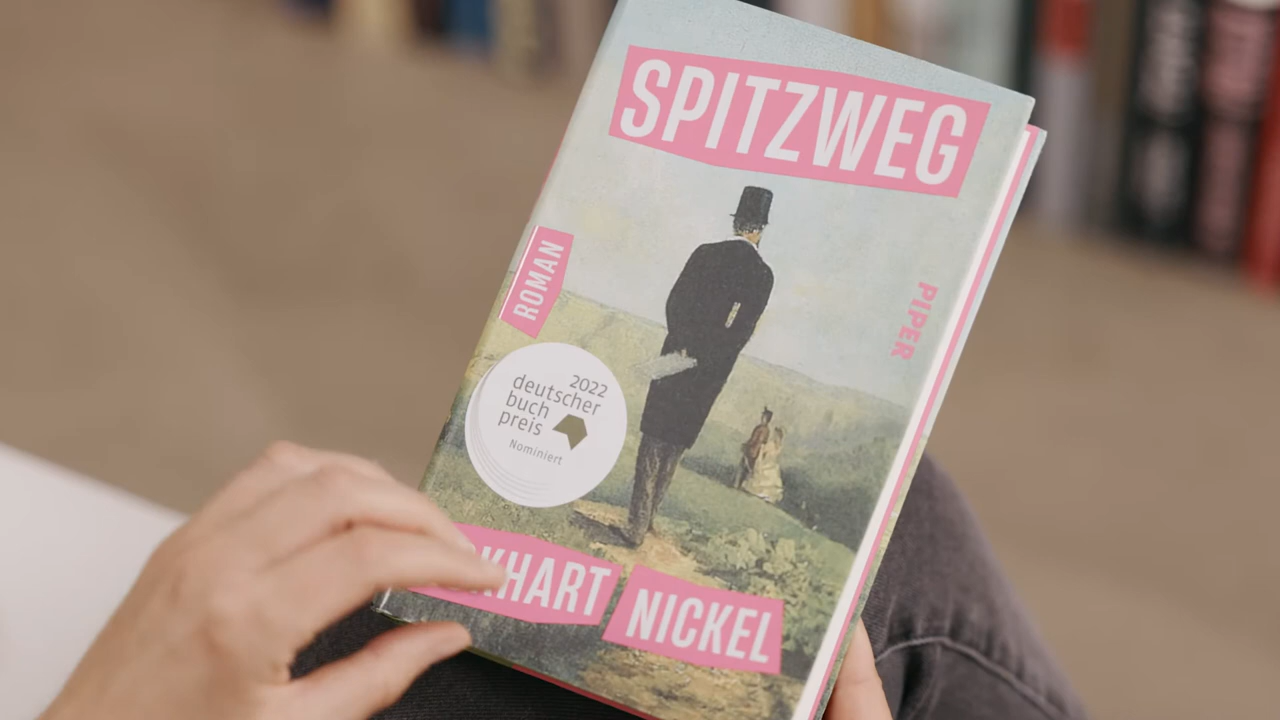 SPITZWEG
ROMAN
PIPER
2022
deutscher
buch
preis
Nominiert
KHART NICKEL